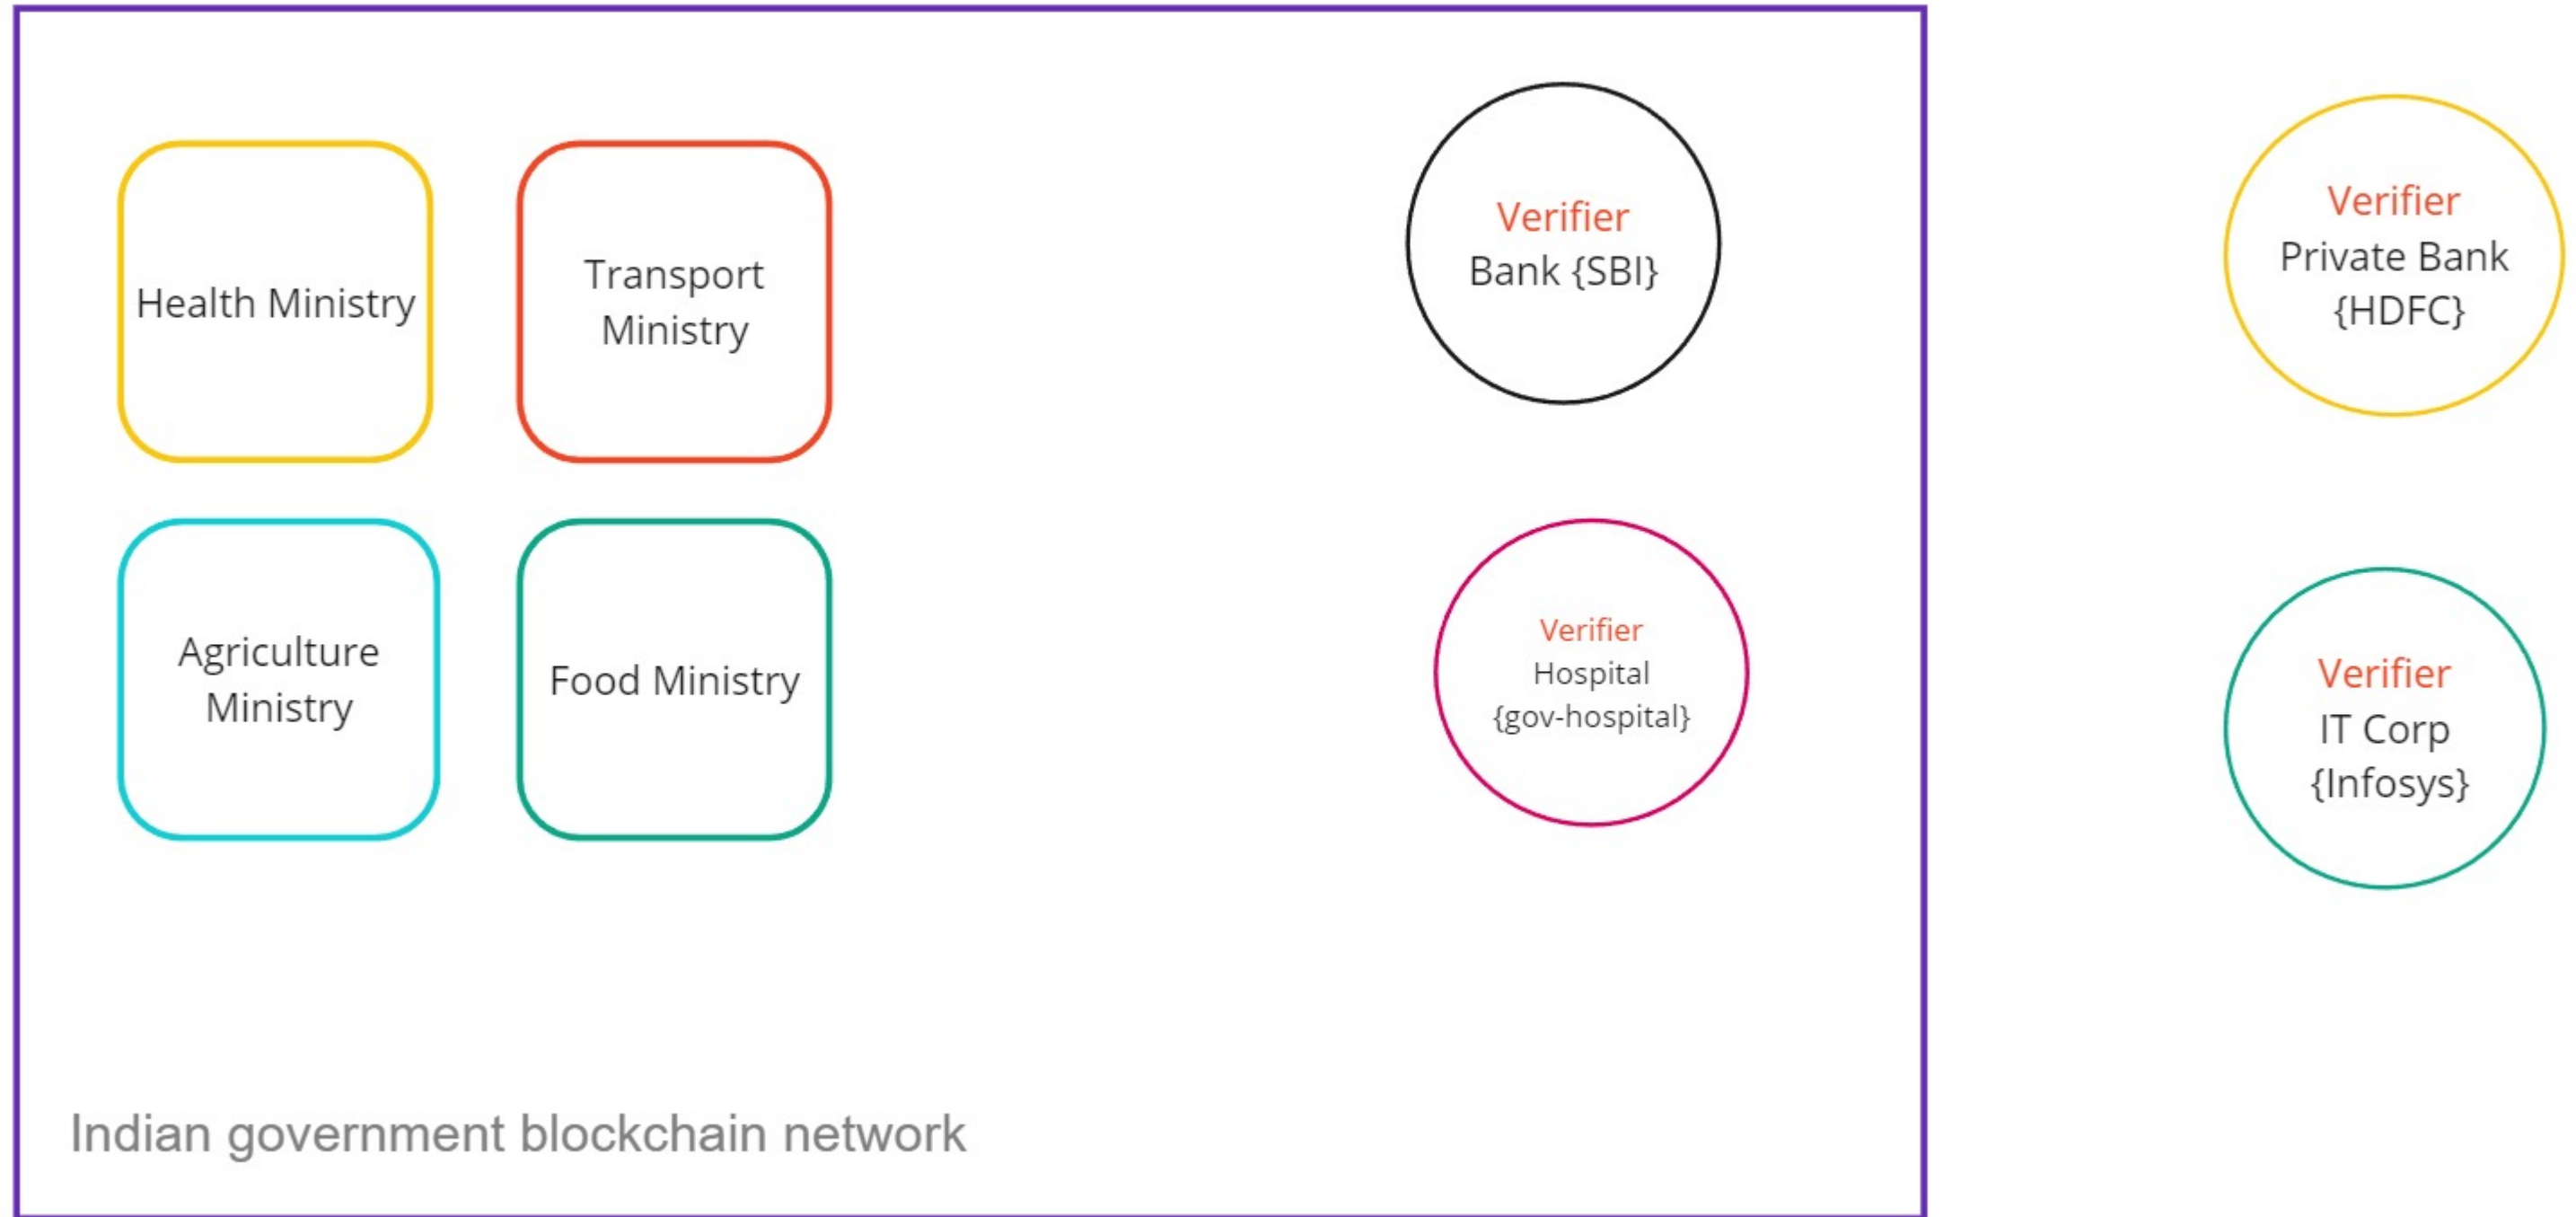 Health Ministry
Transport
Ministry
Verifier
Bank {SBI}
Verifier
Private Bank
{HDFC}
Agriculture
Ministry
Food Ministry
Verifier
Hospital
{gov-hospital}
Verifier
IT Corp
{Infosys}
Indian government blockchain network